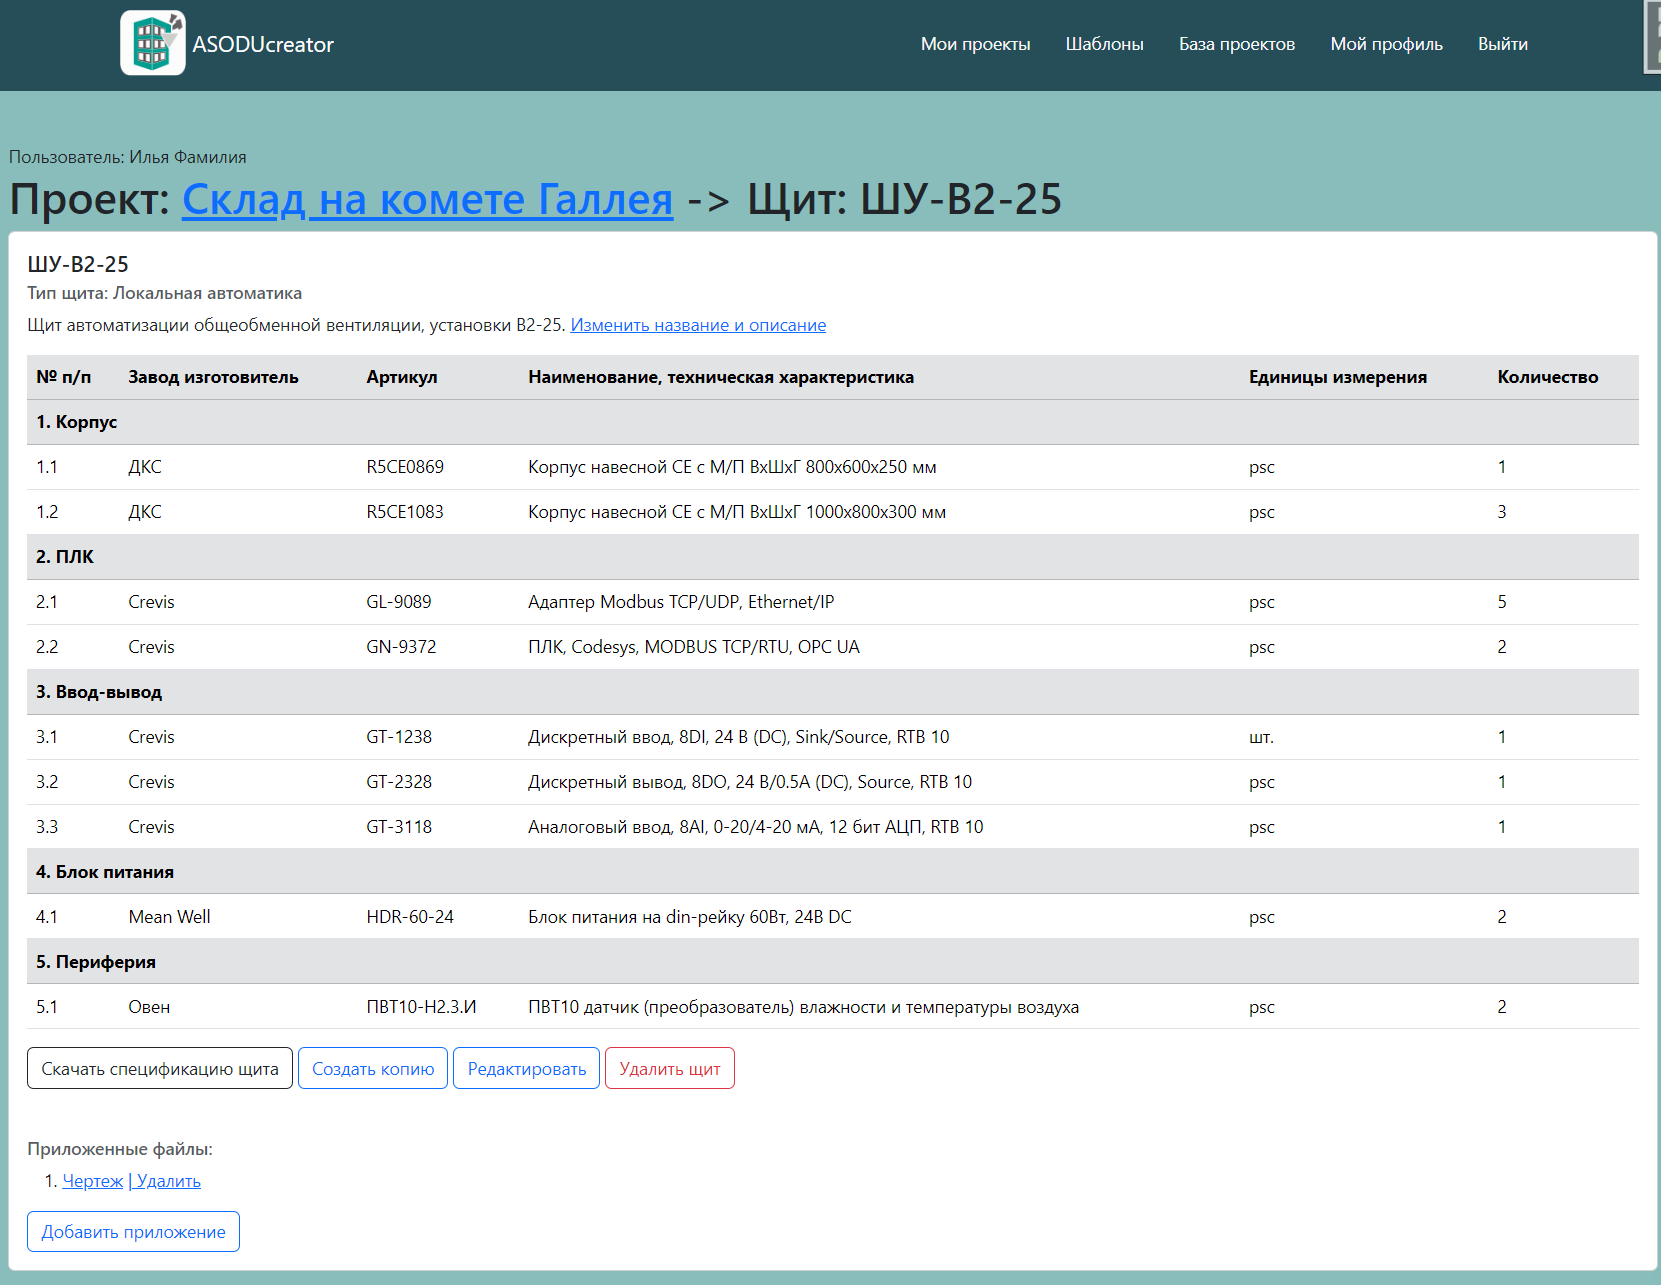 ASODUcreator Мои проекты Шаблоны База проектов Мой профиль Выйти
Пользователь: Илья Фамилия
Проект: Склад на комете Галлея -> Щит: ШУ-В2-25
ШУ-В2-25
Тип щита: Локальная автоматика
Щит автоматизации общеобменной вентиляции, установки В2-25. Изменить название и описание
№ п/п Завод изготовитель Артикул Наименование, техническая характеристика Единицы измерения Количество
1. Корпус
1.1 ДКС R5CE0869 Корпус навесной СЕ с М/П ВхШхГ 800х600х250 мм psc 1
1.2 ДКС R5CE1083 Корпус навесной СЕ с М/П ВхШхГ 1000х800х300 мм psc 3
2. ПЛК
2.1 Crevis GL-9089 Адаптер Modbus TCP/UDP, Ethernet/IP psc 5
2.2 Crevis GN-9372 ПЛК, Codesys, MODBUS TCP/RTU, OPC UA psc 2
3. Ввод-вывод
3.1 Crevis GT-1238 Дискретный ввод, 8DI, 24 В (DC), Sink/Source, RTB 10 шт. 1
3.2 Crevis GT-2328 Дискретный вывод, 8DO, 24 В/0.5А (DC), Source, RTB 10 psc 1
3.3 Crevis GT-3118 Аналоговый ввод, 8AI, 0-20/4-20 мА, 12 бит АЦП, RTB 10 psc 1
4. Блок питания
4.1 Mean Well HDR-60-24 Блок питания на din-рейку 60Вт, 24В DC psc 2
5. Периферия
5.1 Овен ПВТ10-Н2.3.И ПВТ10 датчик (преобразователь) влажности и температуры воздуха psc 2
Скачать спецификацию щита Создать копию Редактировать Удалить щит
Приложенные файлы:
1. Чертеж | Удалить
Добавить приложение